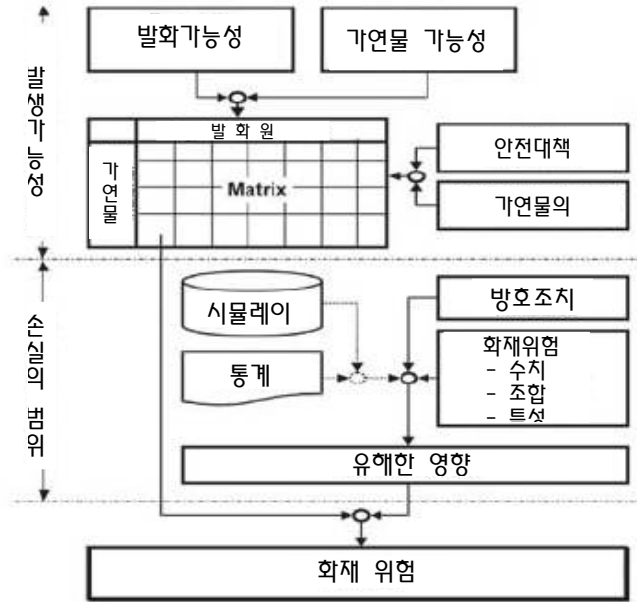 발화가능성
가연물 가능성
발생가능성
발 화 원
가연물
Matrix
안전대책
가연물의
손실의 범위
시뮬레이
방호조치
통계
화재위험
- 수치
- 조합
- 특성
유해한 영향
화재 위험